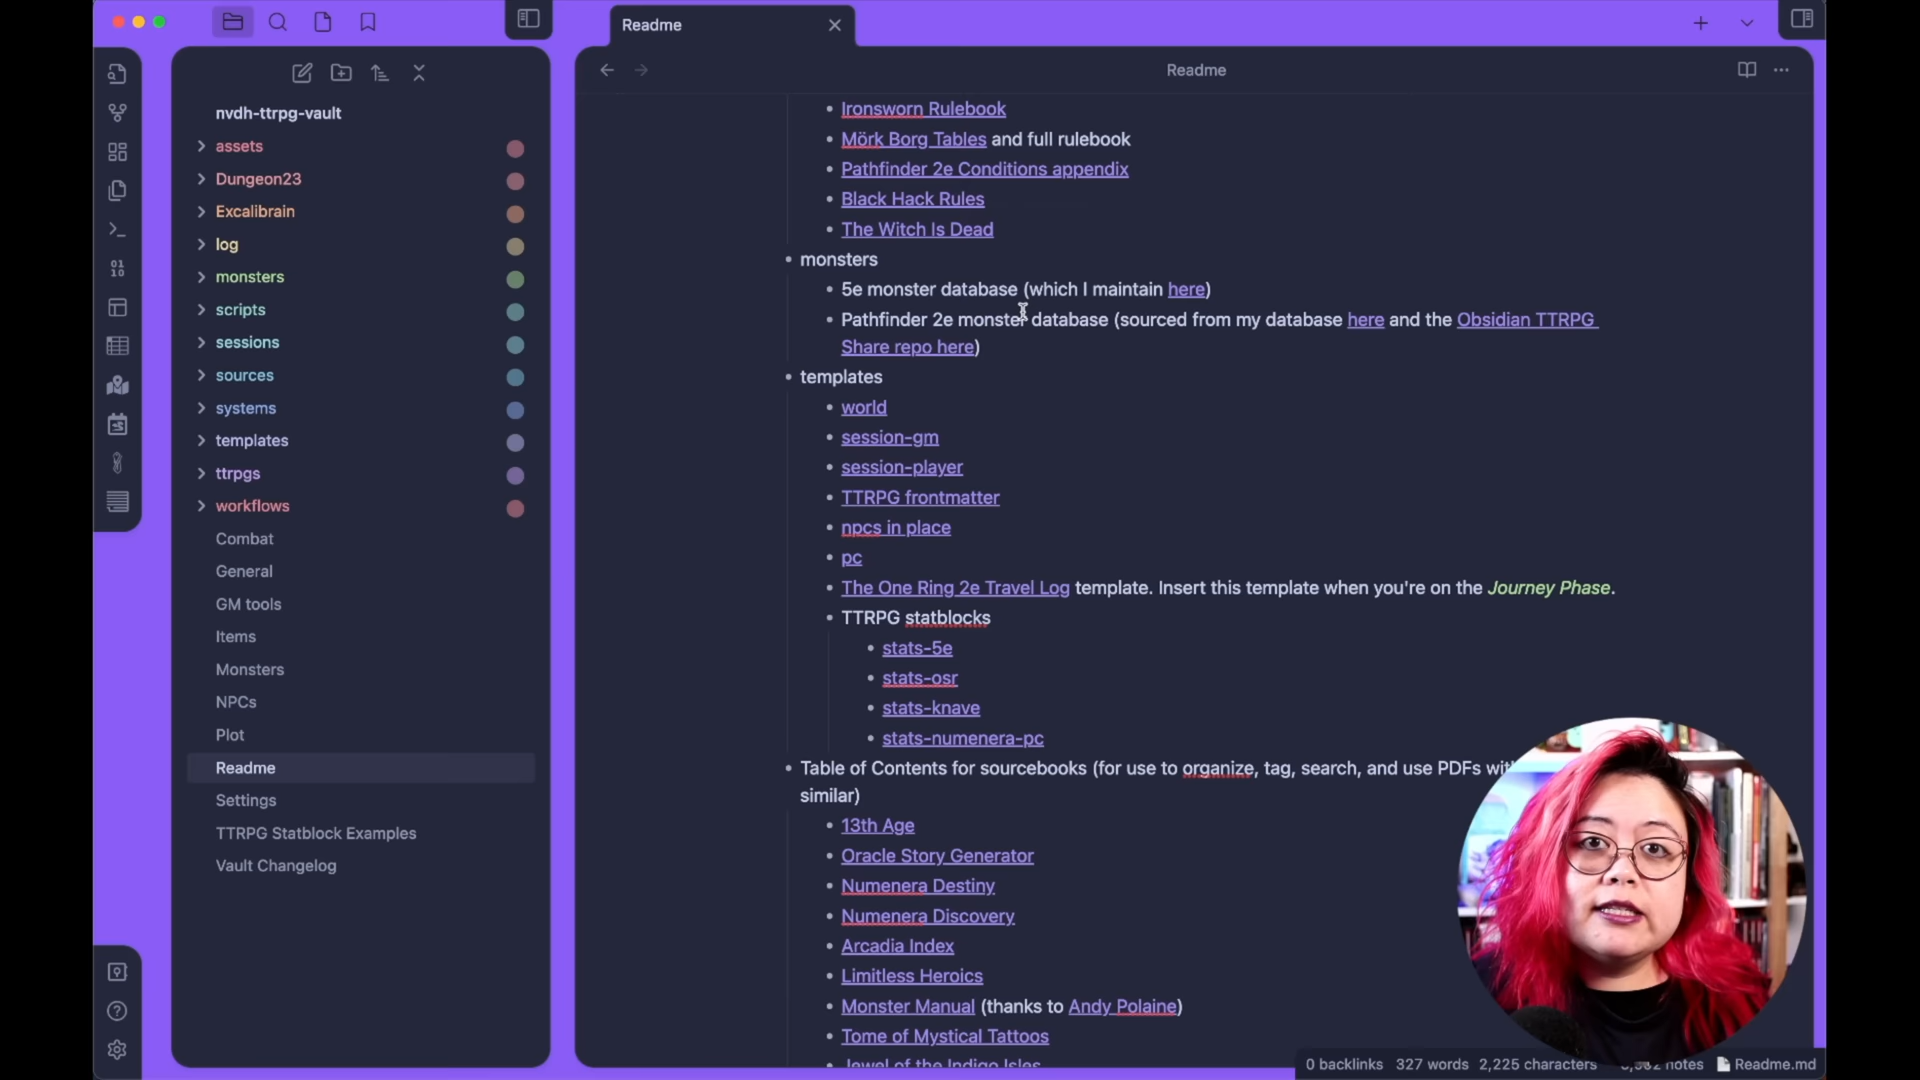 Readme
Readme
nvdh-ttrpg-vault
assets
Dungeon23
Excalibrain
log
monsters
scripts
sessions
sources
systems
templates
ttrpgs
workflows
Combat
General
GM tools
Items
Monsters
NPCs
Plot
Readme
Settings
TTRPG Statblock Examples
Vault Changelog
Ironsworn Rulebook
Mörk Borg Tables and full rulebook
Pathfinder 2e Conditions appendix
Black Hack Rules
The Witch Is Dead
monsters
5e monster database (which I maintain here)
Pathfinder 2e monster database (sourced from my database here and the Obsidian TTRPG
Share repo here)
templates
world
session-gm
session-player
TTRPG frontmatter
npcs in place
pc
The One Ring 2e Travel Log template. Insert this template when you're on the Journey Phase.
TTRPG statblocks
stats-5e
stats-osr
stats-knave
stats-numenera-pc
Table of Contents for sourcebooks (for use to organize, tag, search, and use PDFs
similar)
13th Age
Oracle Story Generator
Numenera Destiny
Numenera Discovery
Arcadia Index
Limitless Heroics
Monster Manual (thanks to Andy Polaine)
Tome of Mystical Tattoos
Jewel of the Indigo Isles
0 backlinks 327 words 2,225 characters notes Readme.md